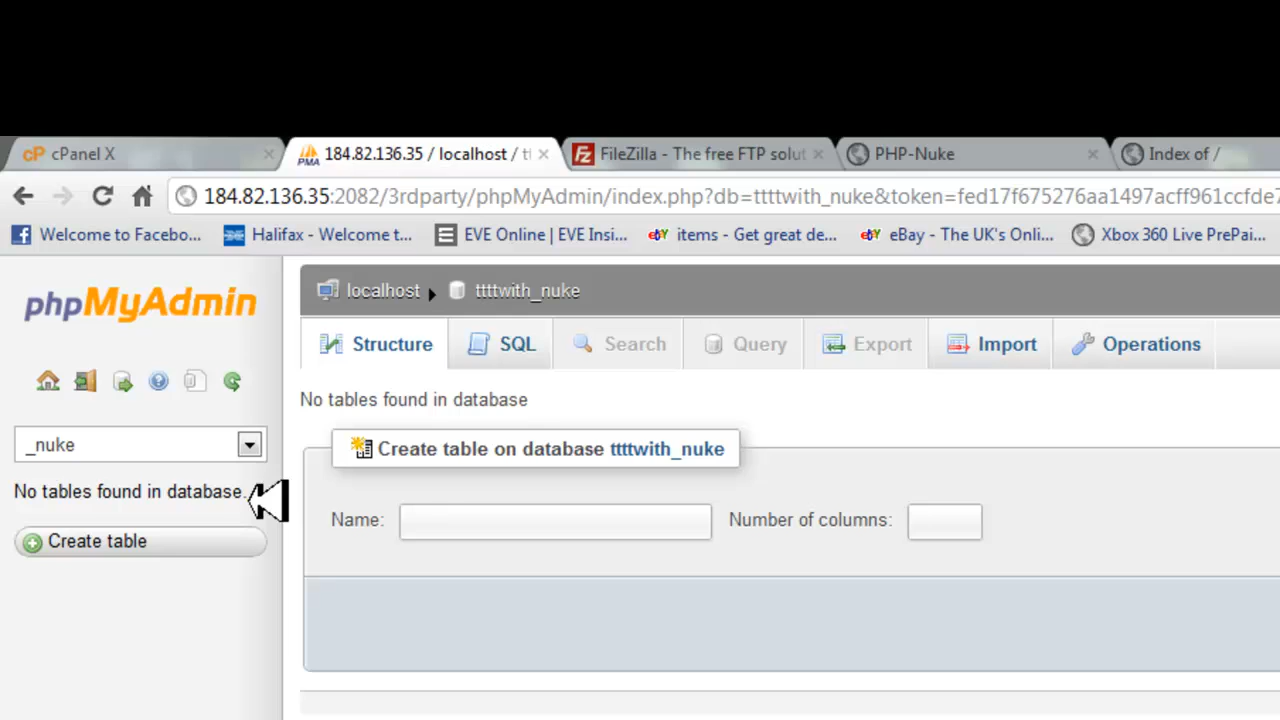 cPanel X
184.82.136.35 / localhost / tt
FileZilla - The free FTP solut
PHP-Nuke
Index of /
184.82.136.35:2082/3rdparty/phpMyAdmin/index.php?db=ttttwith_nuke&token=fed17f675276aa1497acff961ccfde7
Welcome to Facebo...
Halifax - Welcome t...
EVE Online | EVE Insi...
items - Get great de...
eBay - The UK's Onli...
Xbox 360 Live PrePai...
phpMyAdmin
localhost
ttttwith_nuke
Structure
SQL
Search
Query
Export
Import
Operations
No tables found in database
_nuke
Create table on database ttttwith_nuke
No tables found in database.
Name:
Number of columns:
Create table